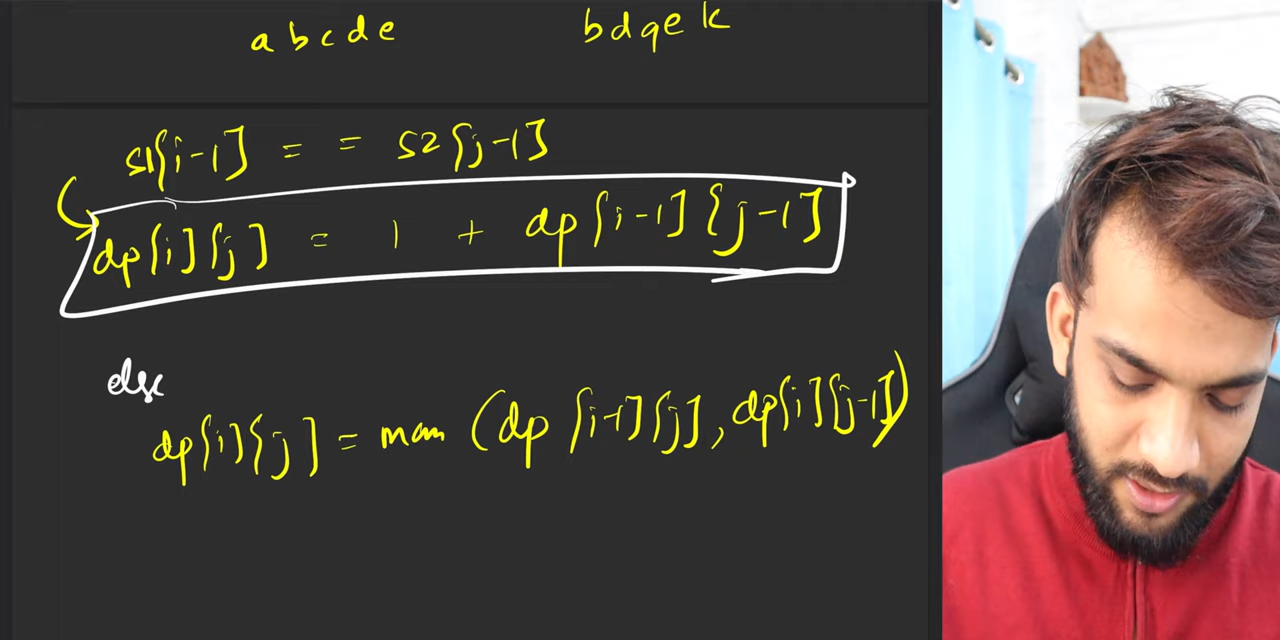 a b c d e b d q e k
s1[i-1] = = s2[j-1]
dp[i][j] = 1 + dp[i-1][j-1]
else
dp[i][j] = max (dp[i-1][j], dp[i][j-1])